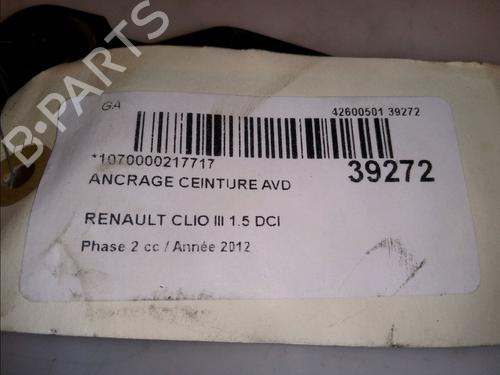 B-PARTS
GA
42600501 39272
*1070000217717
39272
ANCRAGE CEINTURE AVD
RENAULT CLIO III 1.5 DCI
Phase 2 cc / Année 2012